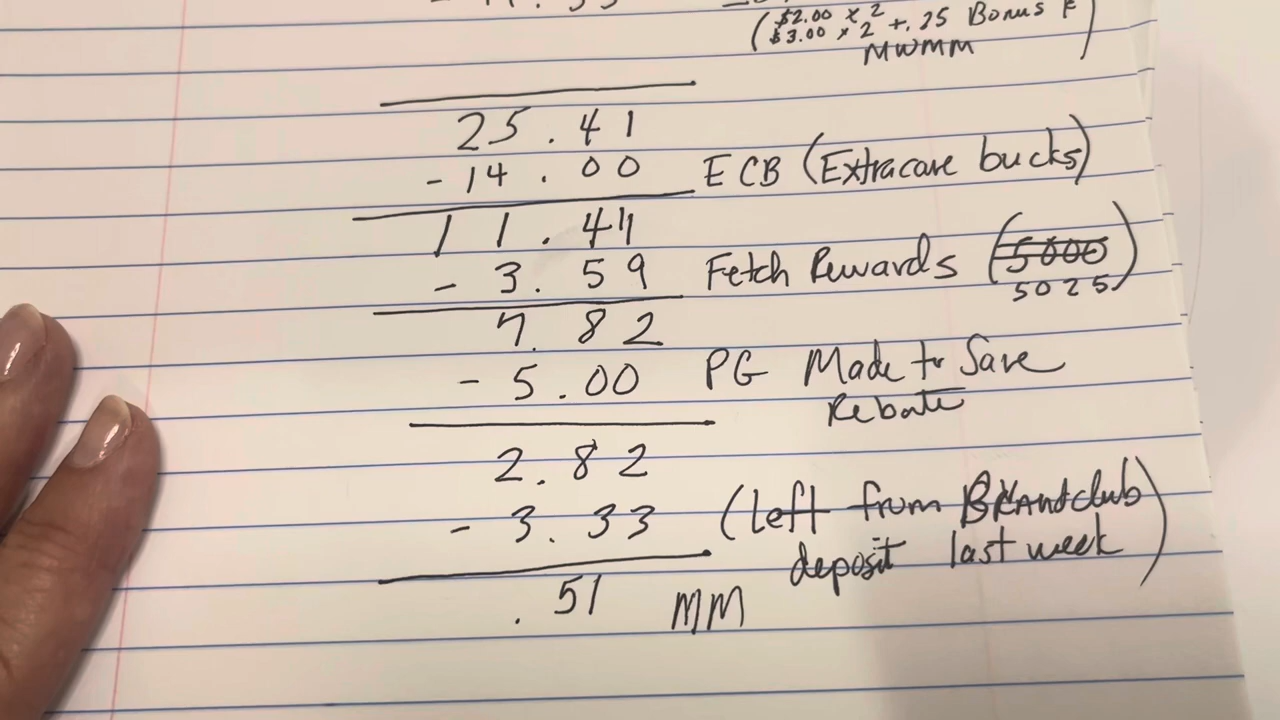 ($2.00 x 2
$3.00 x 2 + .25 Bonus
MWMM)
25.41
- 14.00 ECB (Extracare bucks)
11.41
- 3.59 Fetch Rewards (5000)
5025
7.82
- 5.00 PG Made to Save
Rebate
2.82
- 3.33 (left from Brandclub
deposit last week)
.51 MM